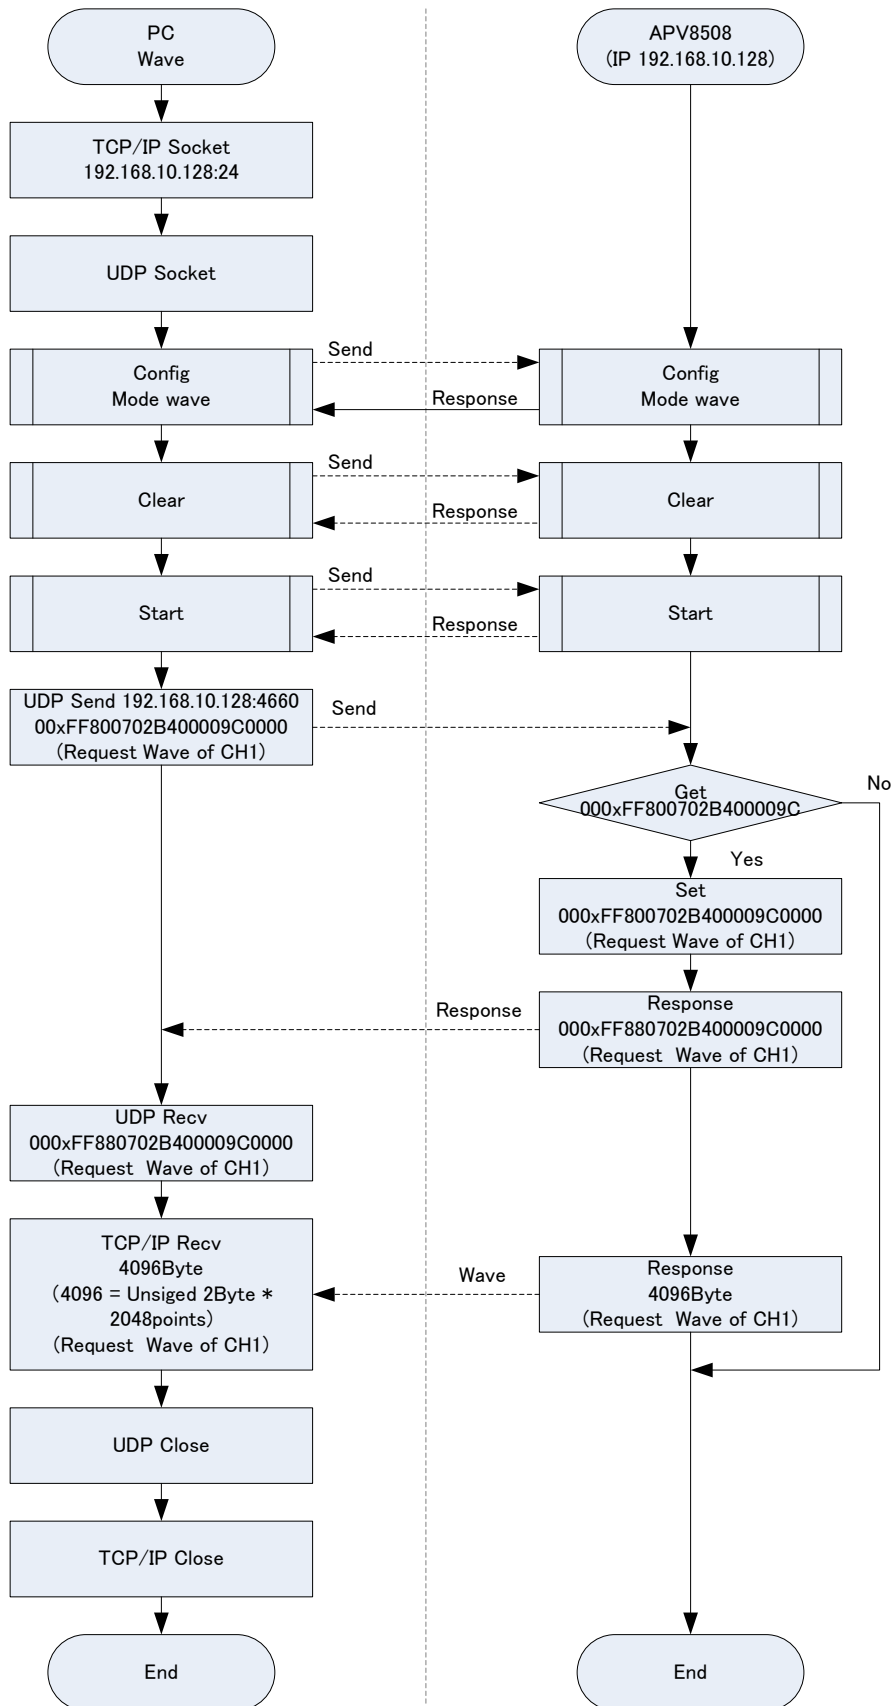 PC
Wave
APV8508
(IP 192.168.10.128)
TCP/IP Socket
192.168.10.128:24
UDP Socket
Config
Mode wave
Send
Response
Config
Mode wave
Clear
Send
Response
Clear
Start
Send
Response
Start
UDP Send 192.168.10.128:4660
00xFF800702B400009C0000
(Request Wave of CH1)
Send
Get
000xFF800702B400009C
No
Yes
Set
000xFF800702B400009C0000
(Request Wave of CH1)
Response
Response
000xFF880702B400009C0000
(Request Wave of CH1)
UDP Recv
000xFF880702B400009C0000
(Request Wave of CH1)
TCP/IP Recv
4096Byte
(4096 = Unsiged 2Byte *
2048points)
(Request Wave of CH1)
Wave
Response
4096Byte
(Request Wave of CH1)
UDP Close
TCP/IP Close
End
End